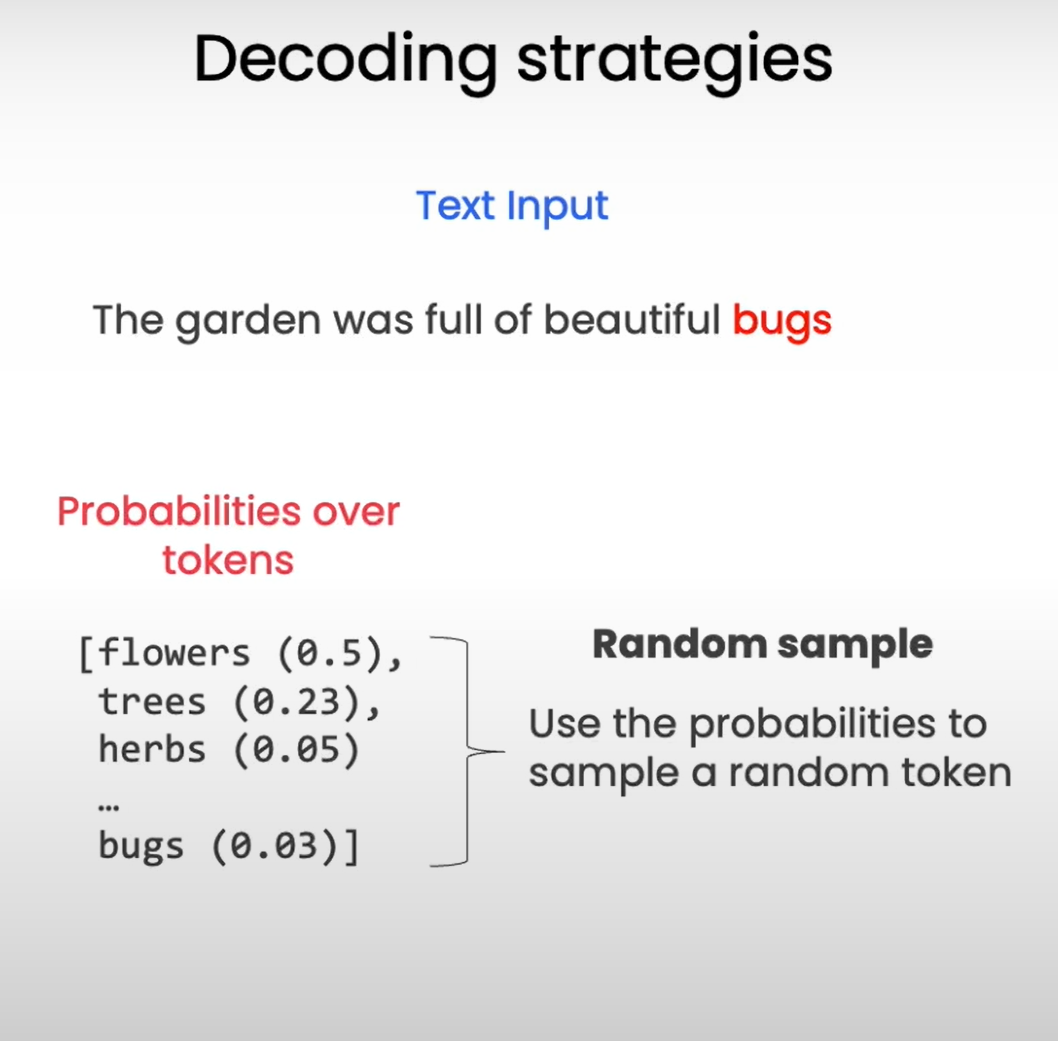 Decoding strategies
Text Input
The garden was full of beautiful bugs
Probabilities over
tokens
[flowers (0.5),
trees (0.23),
herbs (0.05)
…
bugs (0.03)]
Random sample
Use the probabilities to
sample a random token